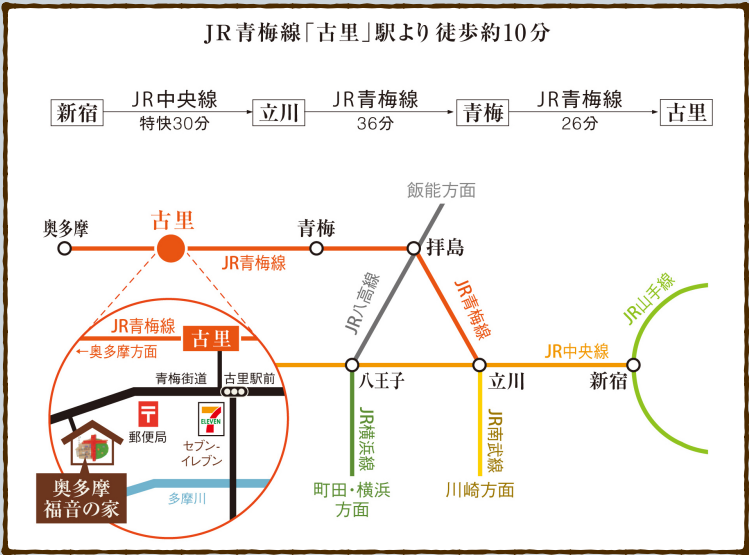 JR青梅線「古里」駅より徒歩約10分
新宿
JR中央線
特快30分
立川
JR青梅線
36分
青梅
JR青梅線
26分
古里
飯能方面
奥多摩
古里
青梅
拝島
JR青梅線
JR八高線
JR青梅線
JR山手線
JR青梅線
古里
←奥多摩方面
JR中央線
青梅街道
古里駅前
八王子
立川
新宿
郵便局
7
ELEVEN
セブン-
イレブン
JR横浜線
JR南武線
奥多摩
福音の家
多摩川
町田・横浜
方面
川崎方面